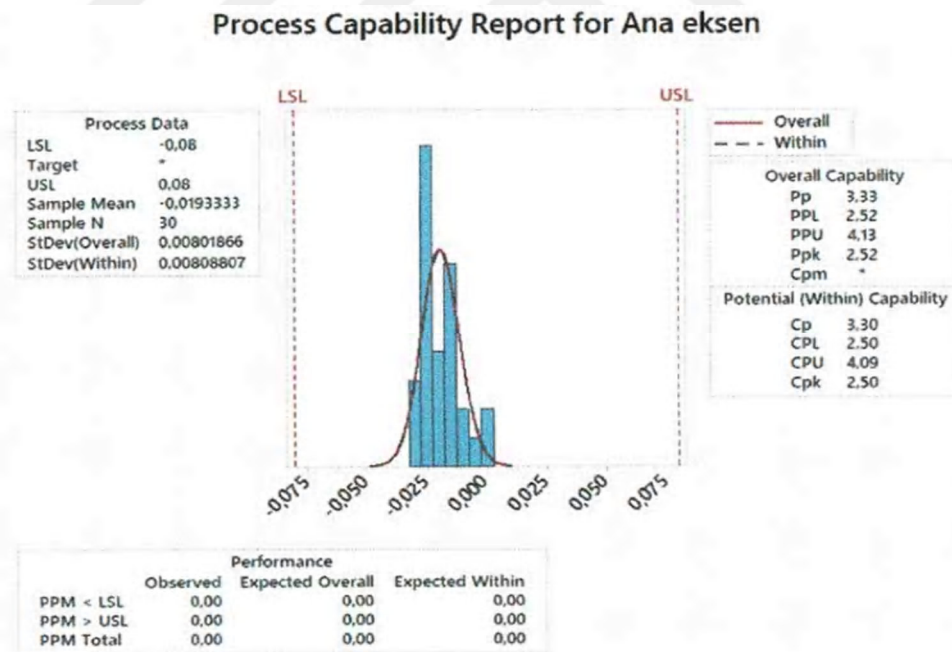 Process Capability Report for Ana eksen
LSL USL
Process Data
LSL -0,08
Target *
USL 0,08
Sample Mean -0,0193333
Sample N 30
StDev(Overall) 0,00801866
StDev(Within) 0,00808807
Overall
Within
Overall Capability
Pp 3,33
PPL 2,52
PPU 4,13
Ppk 2,52
Cpm *
Potential (Within) Capability
Cp 3,30
CPL 2,50
CPU 4,09
Cpk 2,50
-0,075 -0,050 -0,025 0,000 0,025 0,050 0,075
Performance
Observed Expected Overall Expected Within
PPM < LSL 0,00 0,00 0,00
PPM > USL 0,00 0,00 0,00
PPM Total 0,00 0,00 0,00